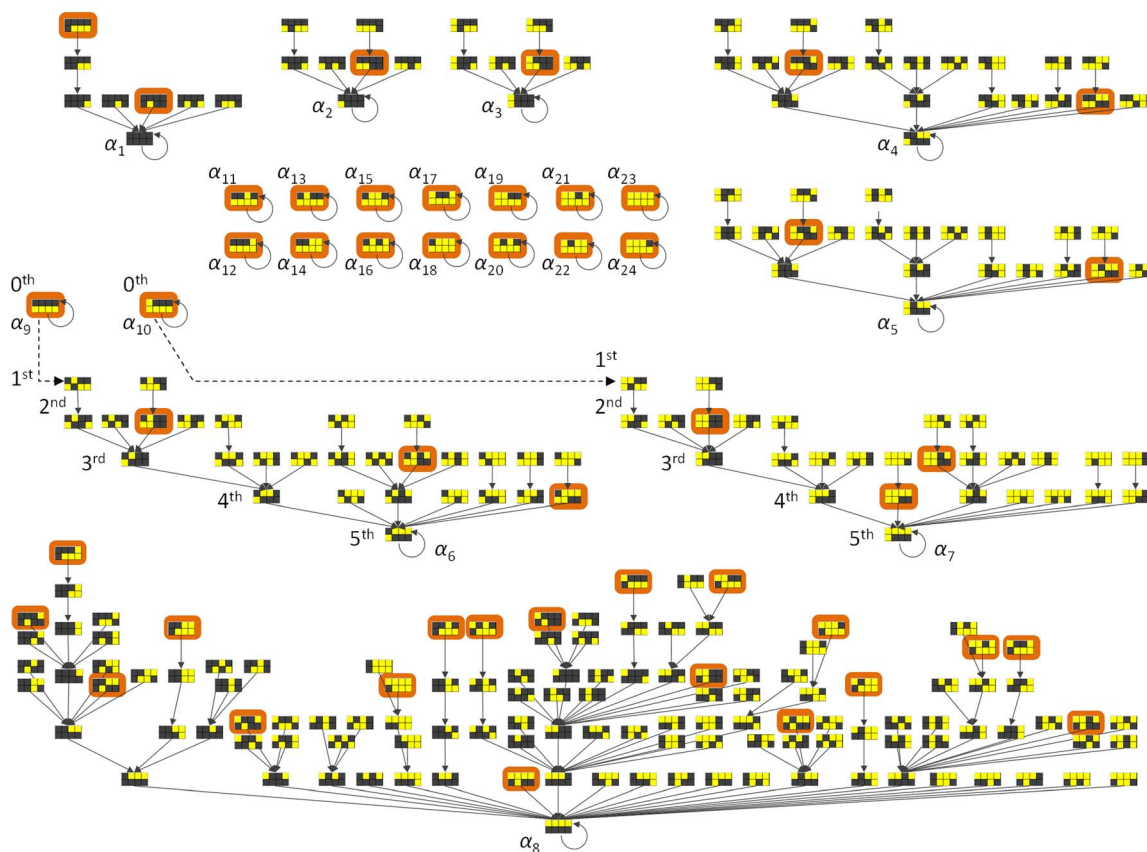 α1
α2
α3
α4
α11 α13 α15 α17 α19 α21 α23
α12 α14 α16 α18 α20 α22 α24
α5
0th 0th
α9 α10
1st 1st
2nd 2nd
3rd 3rd
4th 4th
5th α6 5th α7
α8